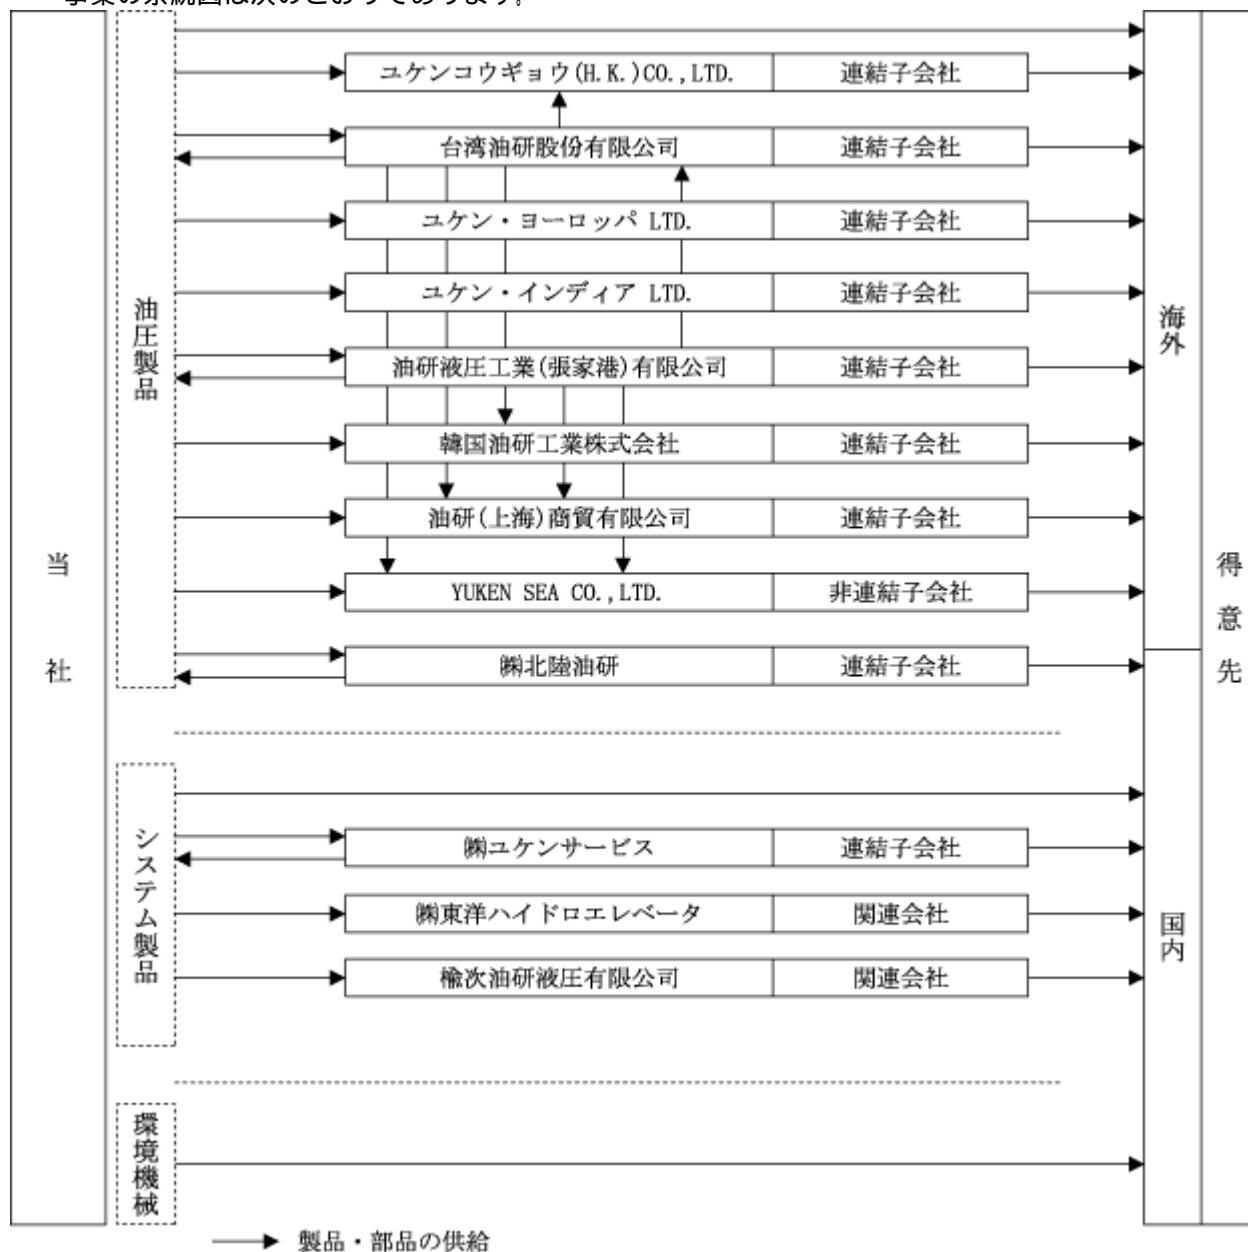 事業の系統図は次のとおりであります。
当社
油圧製品
ユケンコウギョウ(H.K.)CO.,LTD. 連結子会社
台湾油研股份有限公司 連結子会社
ユケン・ヨーロッパ LTD. 連結子会社
ユケン・インディア LTD. 連結子会社
油研液圧工業(張家港)有限公司 連結子会社
韓国油研工業株式会社 連結子会社
油研(上海)商貿有限公司 連結子会社
YUKEN SEA CO.,LTD. 非連結子会社
㈱北陸油研 連結子会社
システム製品
㈱ユケンサービス 連結子会社
㈱東洋ハイドロエレベータ 関連会社
楡次油研液圧有限公司 関連会社
環境機械
海外
国内
得意先
製品・部品の供給